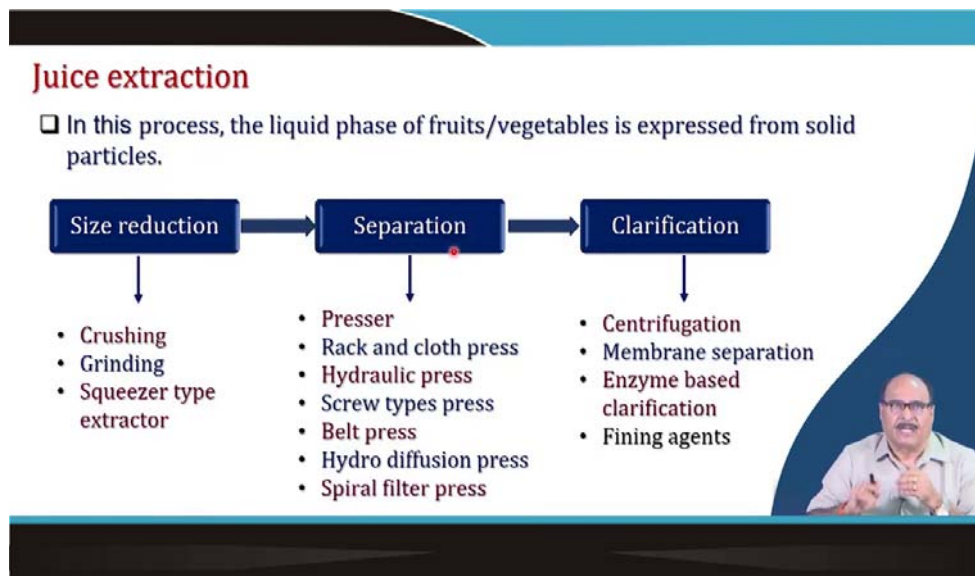 Juice extraction
In this process, the liquid phase of fruits/vegetables is expressed from solid
particles.
Size reduction
Separation
Clarification
• Crushing
• Grinding
• Squeezer type
extractor
• Presser
• Rack and cloth press
• Hydraulic press
• Screw types press
• Belt press
• Hydro diffusion press
• Spiral filter press
• Centrifugation
• Membrane separation
• Enzyme based
clarification
• Fining agents